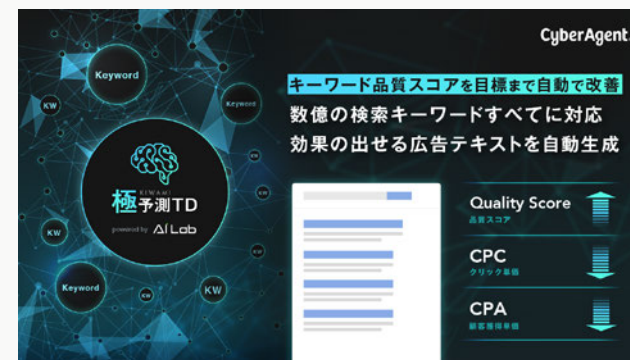 CyberAgent.
キーワード品質スコアを目標まで自動で改善
数億の検索キーワードすべてに対応
効果の出せる広告テキストを自動生成
Keyword
KW
Keyword
KIWAMI
極予測TD
powered by AI Lab
KW
KW
KW
Keyword
KW
KW
KW
Quality Score
品質スコア
CPC
クリック単価
CPA
顧客獲得単価